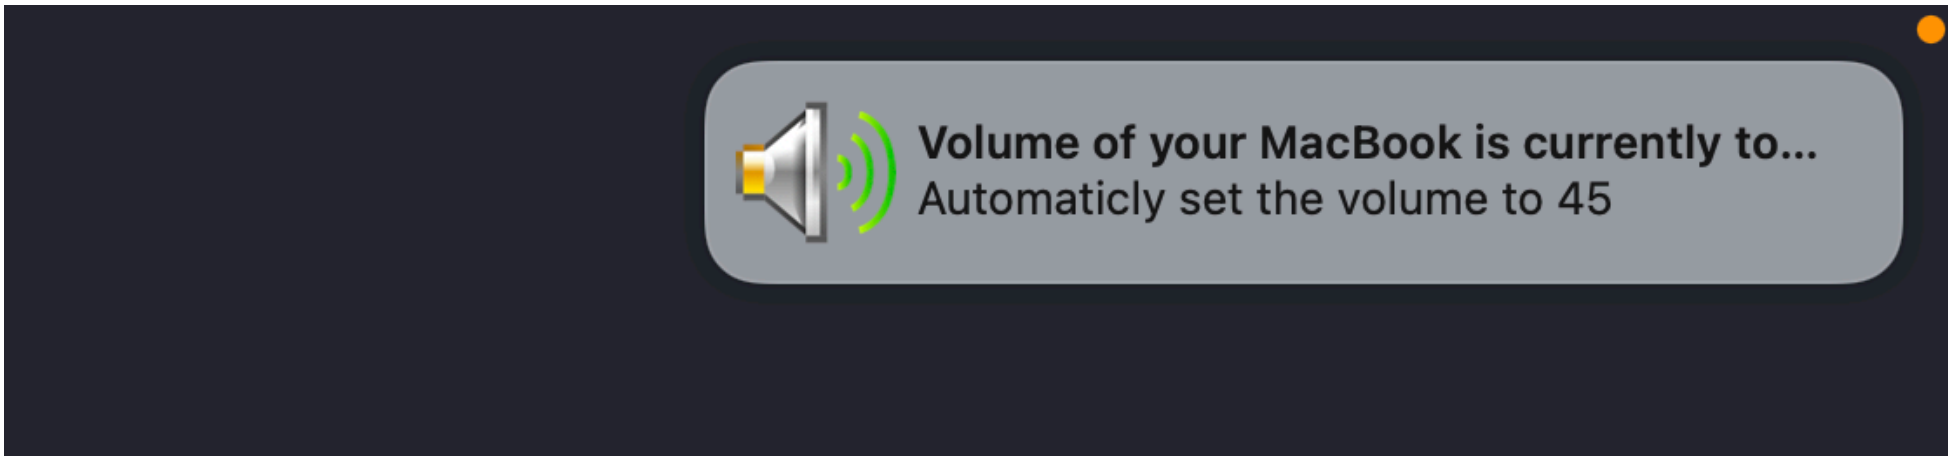 Volume of your MacBook is currently to...
Automaticly set the volume to 45